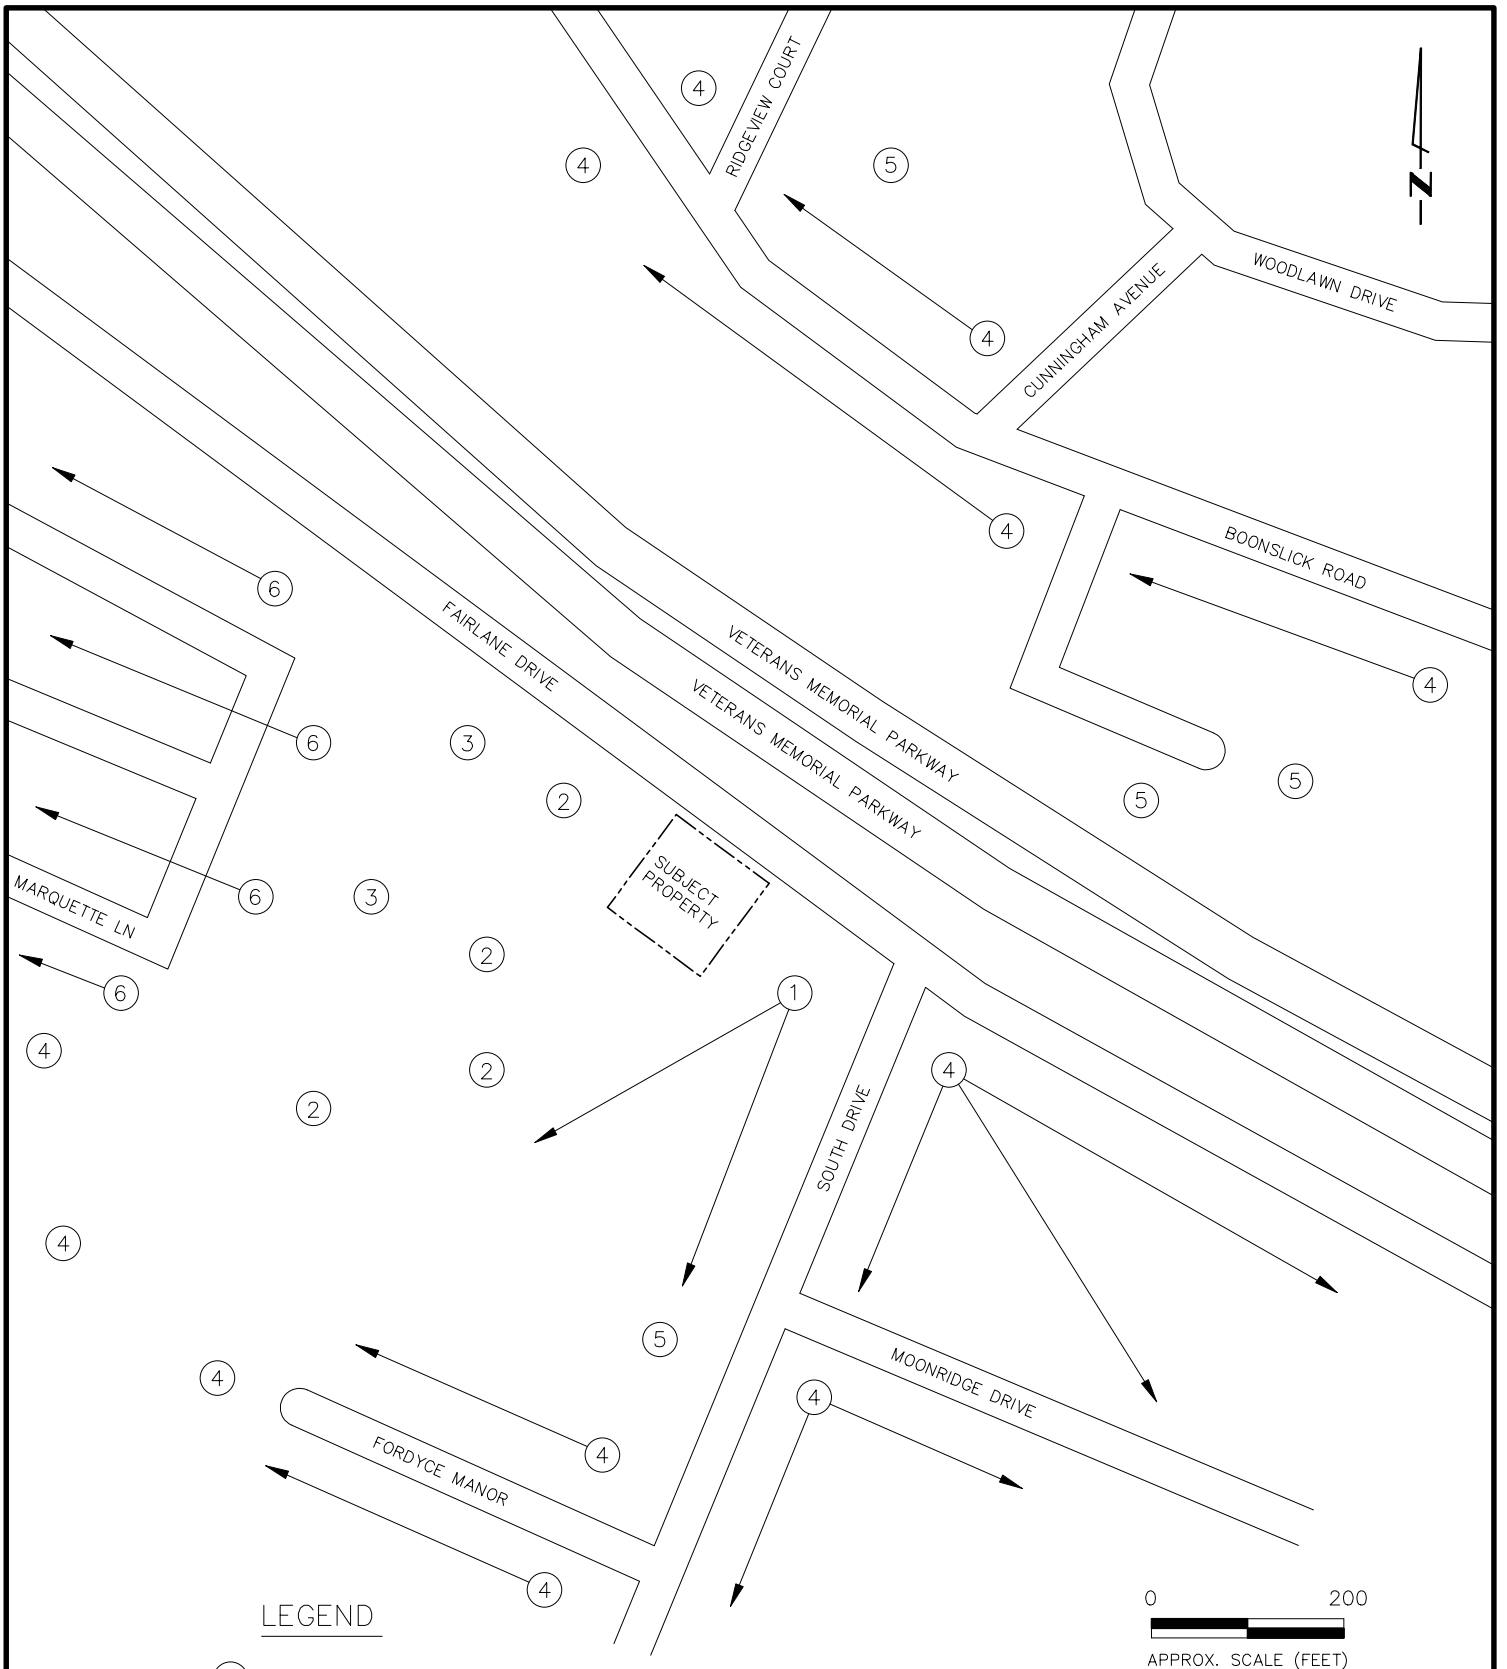 4
RIDGEVIEW COURT
4
5
N
4
WOODLAWN DRIVE
CUNNINGHAM AVENUE
4
BOONSLICK ROAD
6
FAIRLANE DRIVE
VETERANS MEMORIAL PARKWAY
4
VETERANS MEMORIAL PARKWAY
6
3
2
5
5
SUBJECT
PROPERTY
MARQUETTE LN
6
3
2
6
1
4
2
4
2
SOUTH DRIVE
4
5
4
MOONRIDGE DRIVE
4
4
FORDYCE MANOR
4
LEGEND
0 200
APPROX. SCALE (FEET)